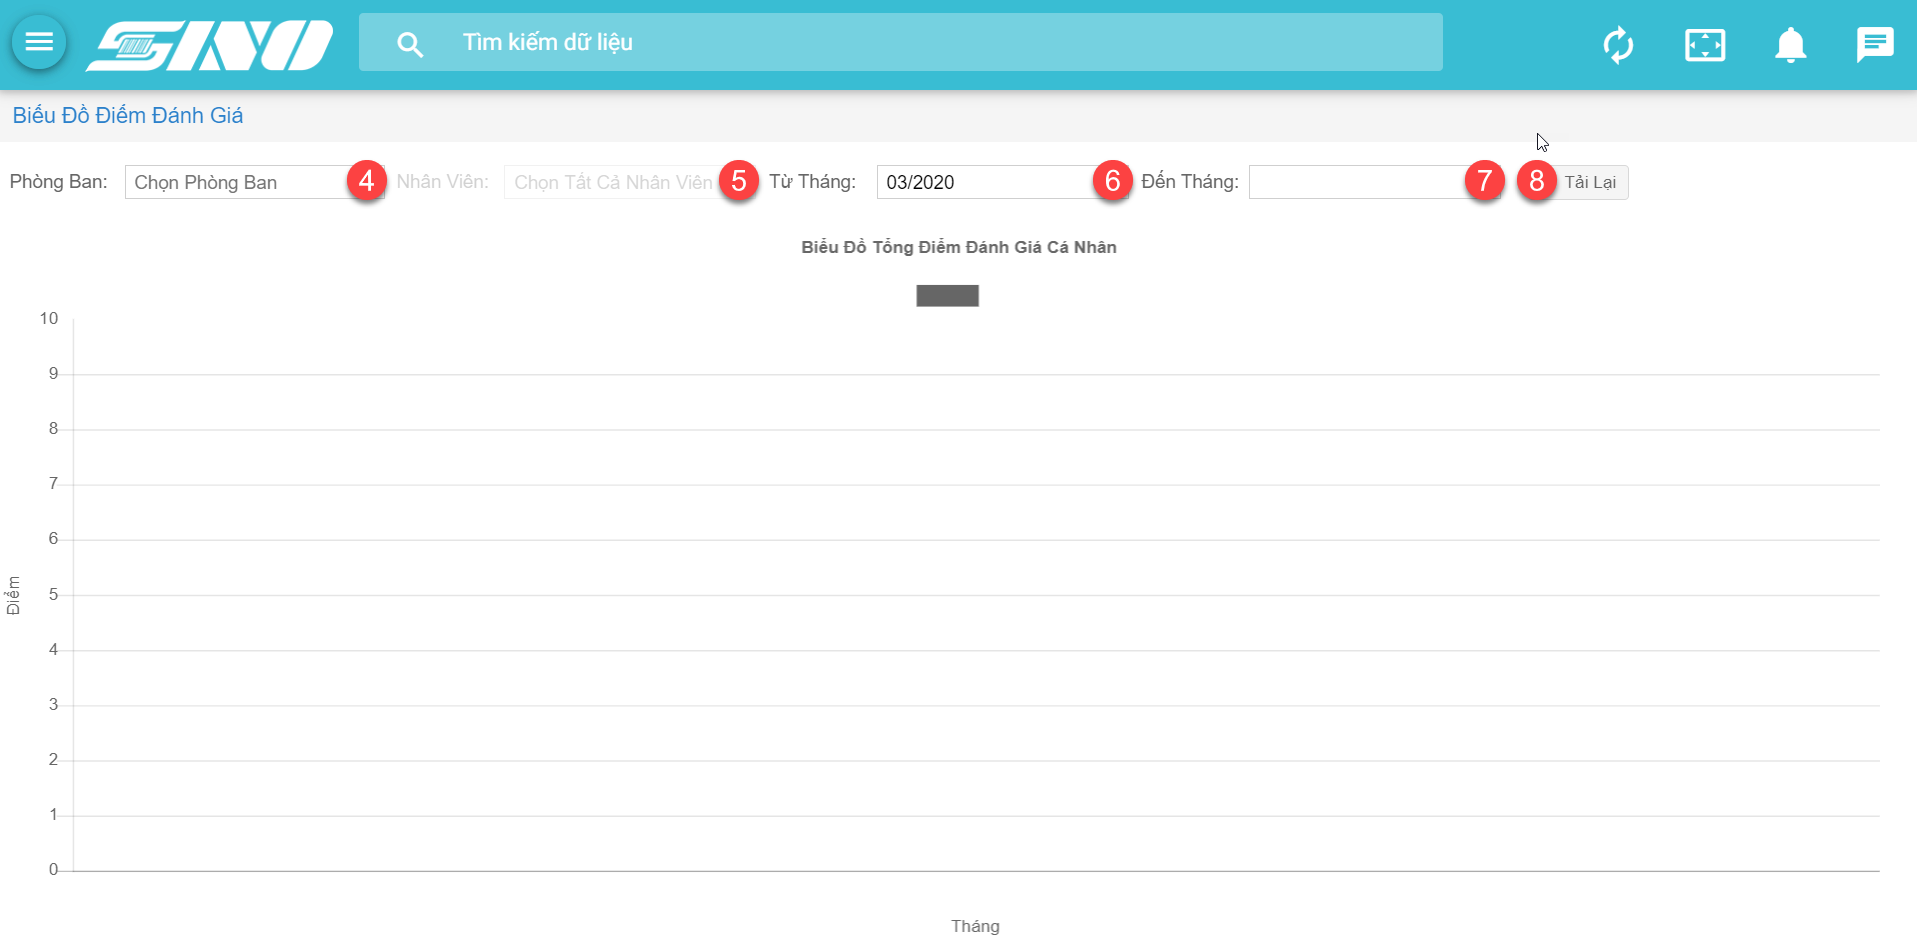 SINO Tìm kiếm dữ liệu
Biểu Đồ Điểm Đánh Giá
Phòng Ban: Chọn Phòng Ban 4 Nhân Viên: Chọn Tất Cả Nhân Viên 5 Từ Tháng: 03/2020 6 Đến Tháng: 7 8 Tải Lại
Biểu Đồ Tổng Điểm Đánh Giá Cá Nhân
10
9
8
7
6
5
4
3
2
1
0
Điểm
Tháng